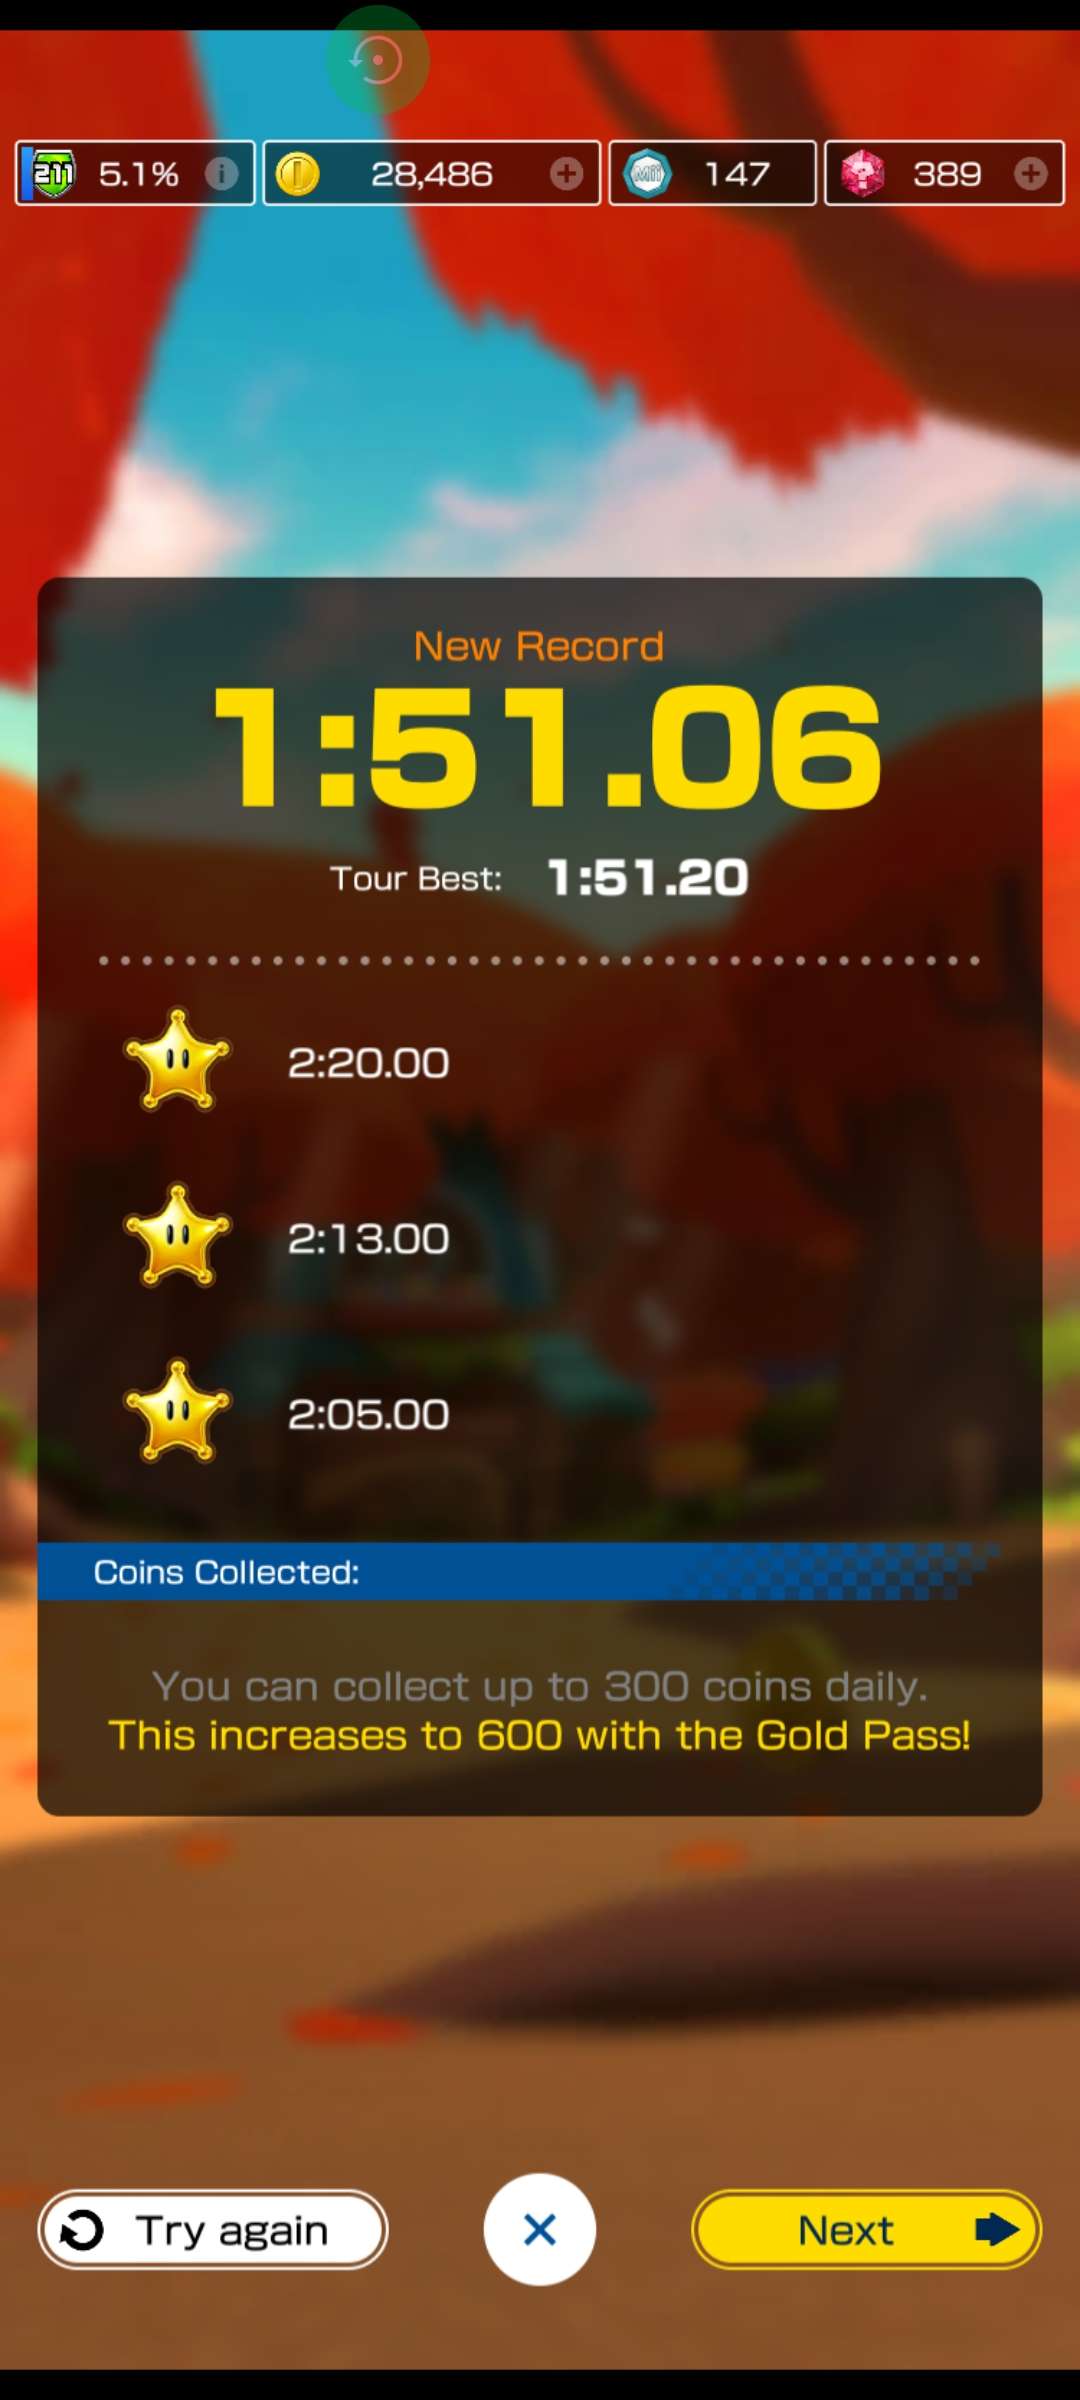 211 5.1% i 28,486 + Mii 147 389 +
New Record
1:51.06
Tour Best: 1:51.20
2:20.00
2:13.00
2:05.00
Coins Collected:
You can collect up to 300 coins daily.
This increases to 600 with the Gold Pass!
Try again × Next